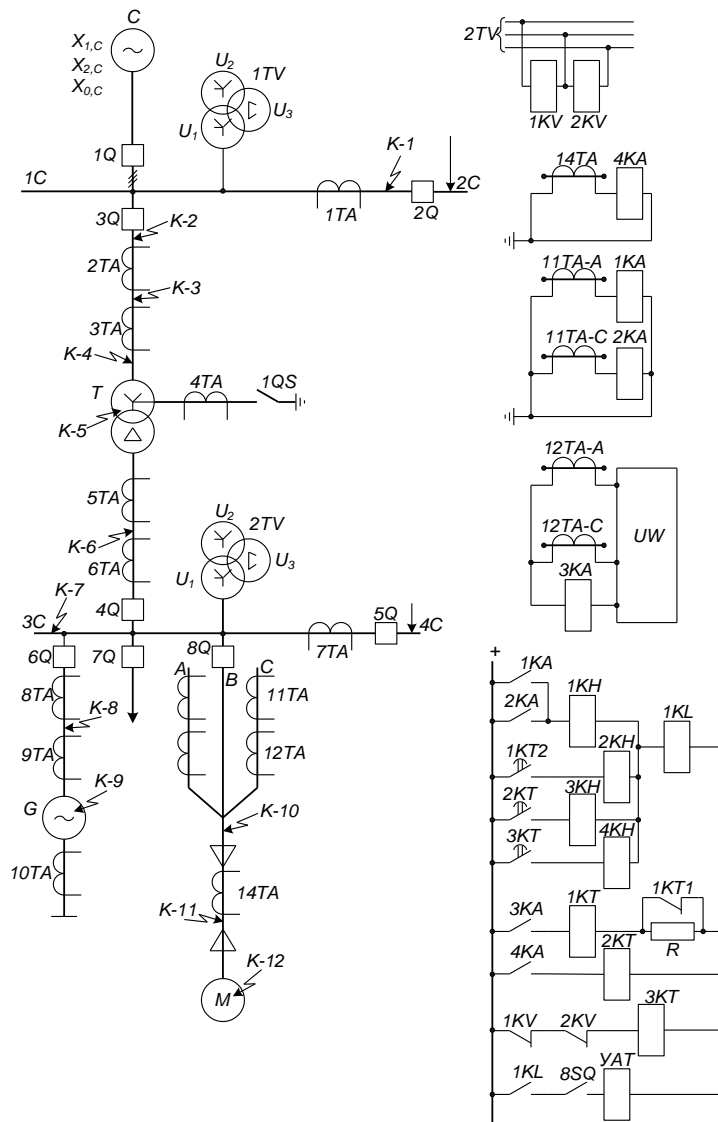 C
X1,C
X2,C
X0,C
U2
1TV
U3
U1
K-1
1Q
1C
2C
1TA
2Q
3Q
K-2
2TA
K-3
3TA
K-4
T
4TA
1QS
K-5
5TA
K-6
6TA
U2
2TV
U3
U1
K-7
4Q
3C
5Q
4C
7TA
6Q
7Q
8Q
A
B
C
8TA
11TA
K-8
9TA
12TA
G
K-9
K-10
10TA
14TA
K-11
K-12
M
2TV
1KV
2KV
14TA
4KA
11TA-A
1KA
11TA-C
2KA
12TA-A
UW
12TA-C
3KA
+
1KA
1KH
2KA
1KL
1KT2
2KH
2KT
3KH
3KT
4KH
3KA
1KT
1KT1
R
4KA
2KT
1KV
2KV
3KT
1KL
8SQ
УАТ